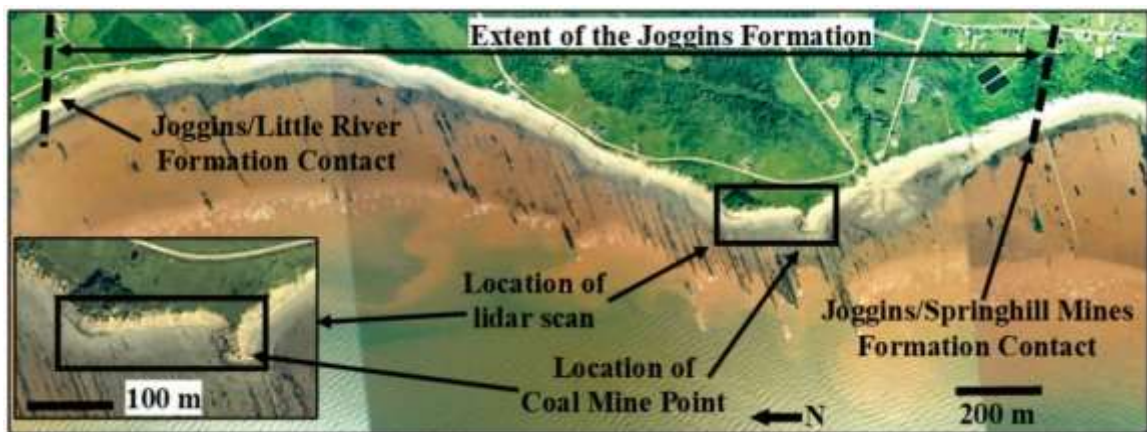 Extent of the Joggins Formation
Joggins/Little River
Formation Contact
Location of
lidar scan
Location of
Coal Mine Point
Joggins/Springhill Mines
Formation Contact
100 m
N
200 m